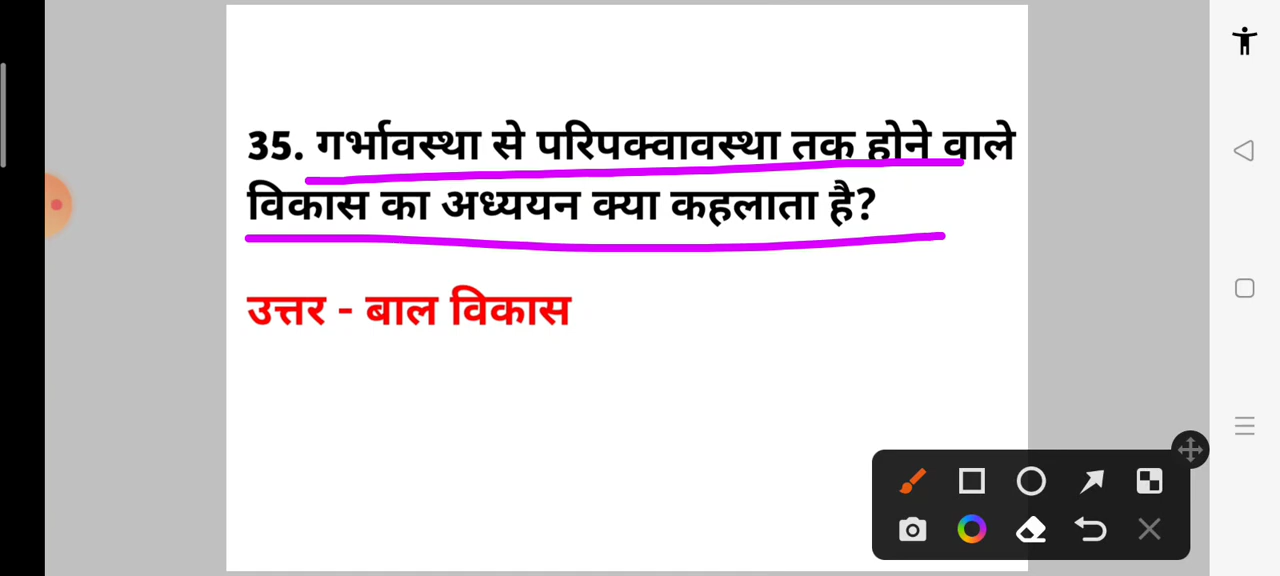 35. गर्भावस्था से परिपक्वावस्था तक होने वाले
विकास का अध्ययन क्या कहलाता है?
उत्तर - बाल विकास